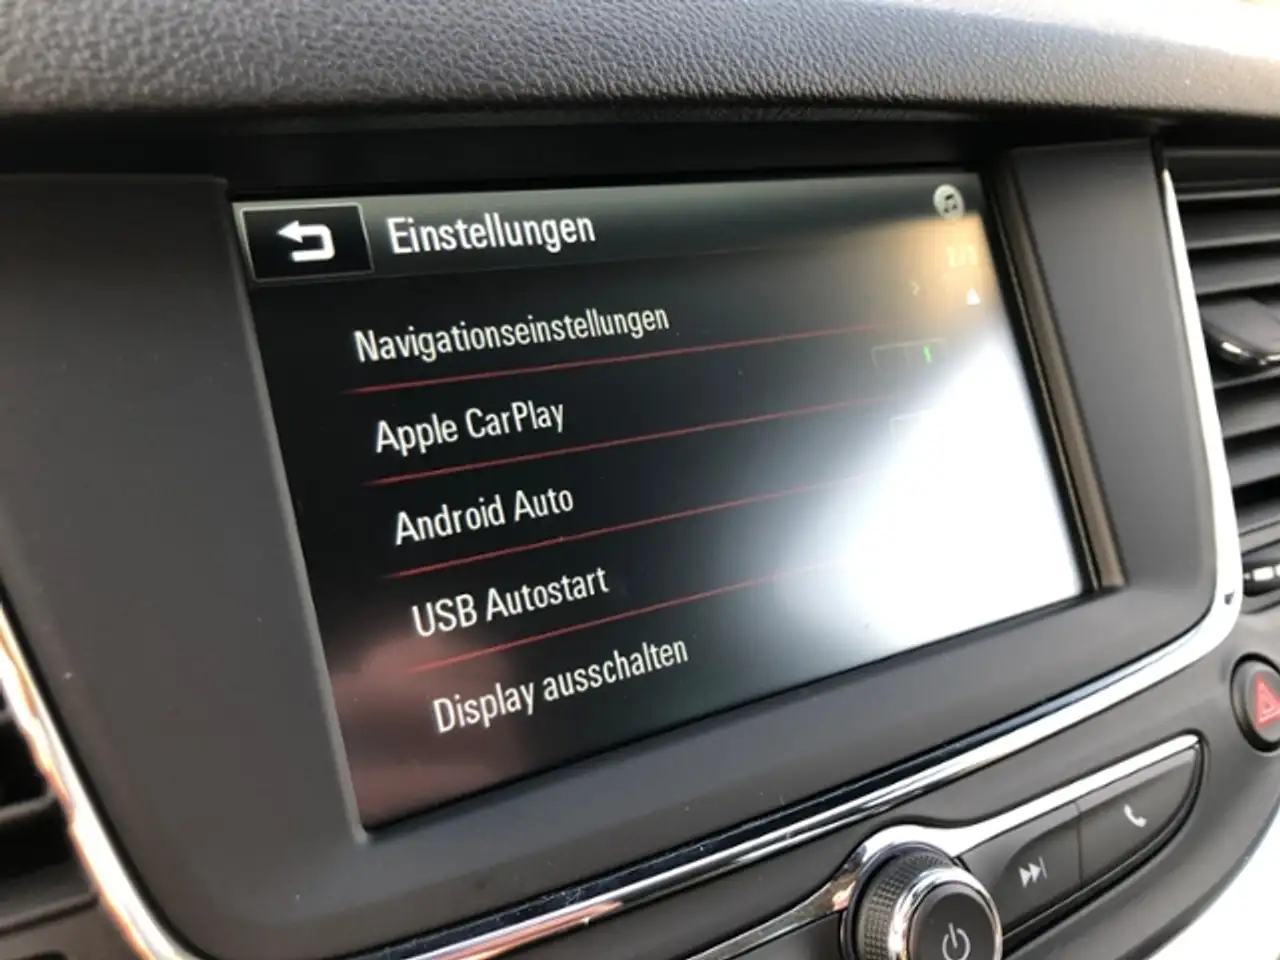 Einstellungen
Navigationseinstellungen
Apple CarPlay
Android Auto
USB Autostart
Display ausschalten